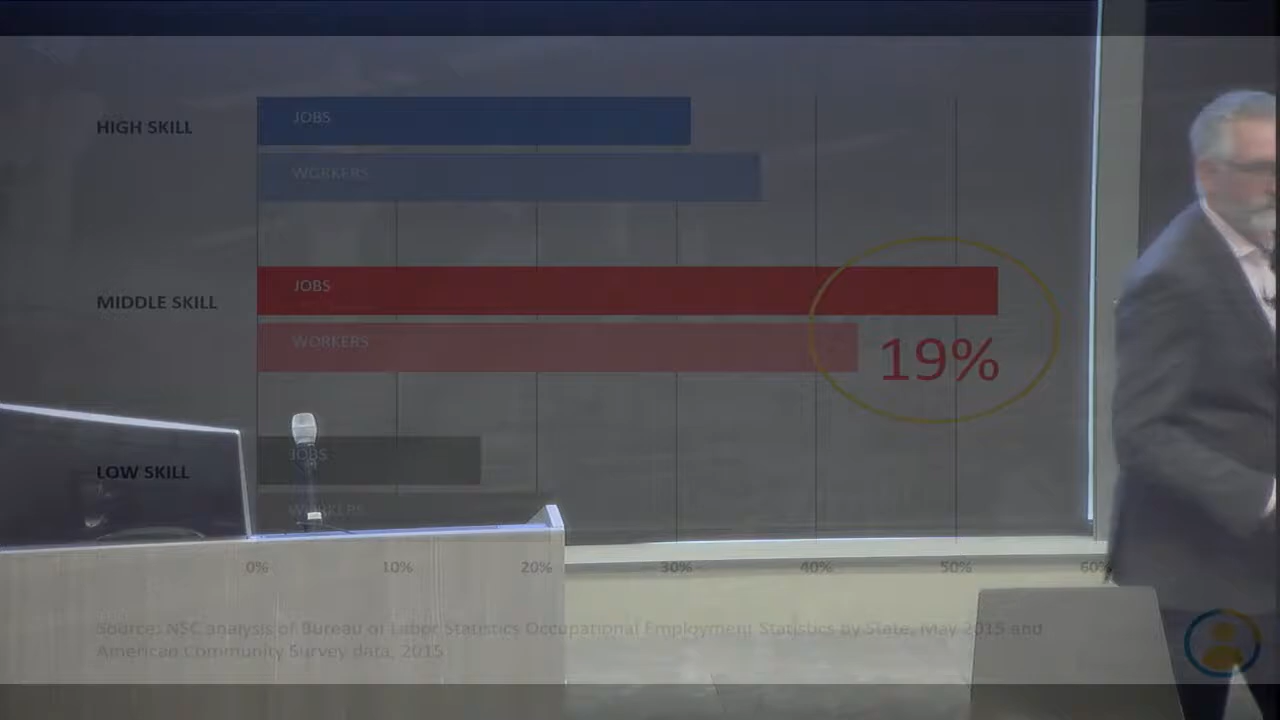 HIGH SKILL
JOBS
WORKERS
MIDDLE SKILL
JOBS
WORKERS
19%
LOW SKILL
JOBS
WORKERS
0% 10% 20% 30% 40% 50% 60%
Source: NSC analysis of Bureau of Labor Statistics Occupational Employment Statistics by State, May 2015 and
American Community Survey data, 2015